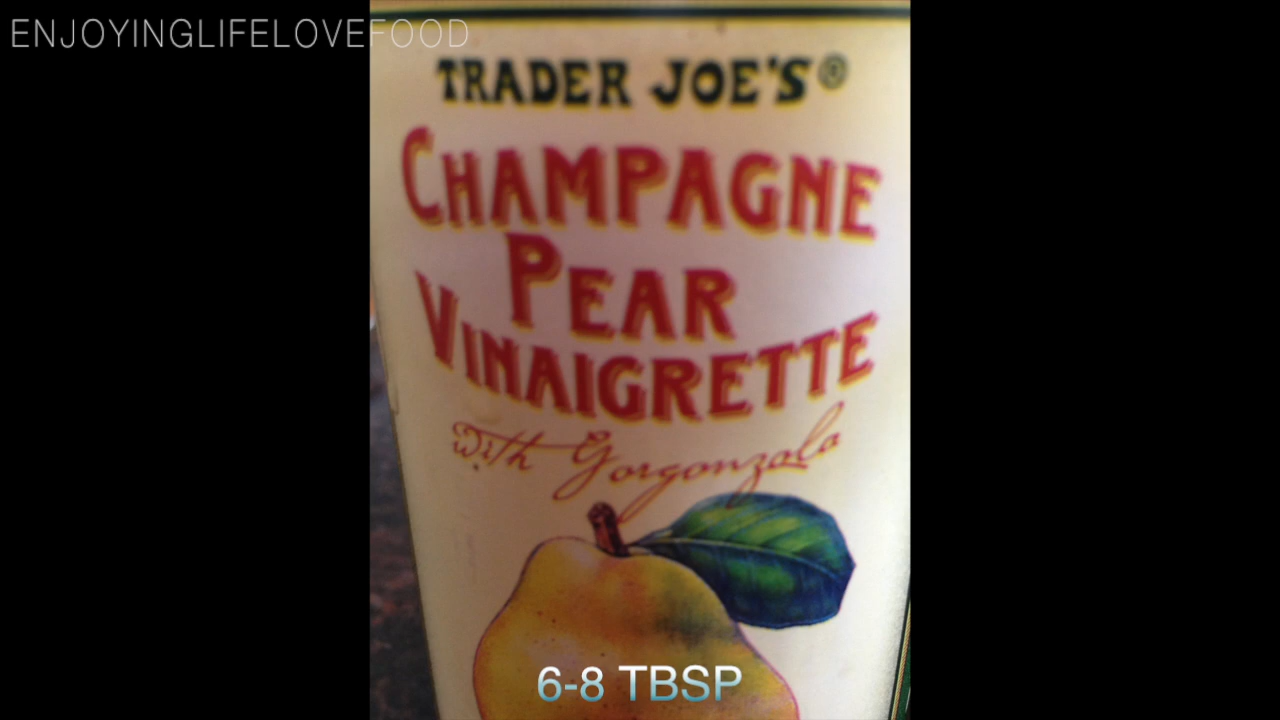 ENJOYINGLIFELOVEFOOD
TRADER JOE'S®
CHAMPAGNE
PEAR
VINAIGRETTE
with Gorgonzola
6-8 TBSP